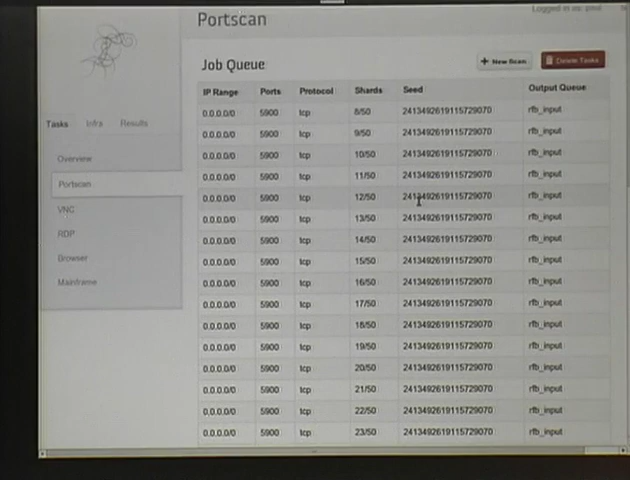 Portscan
Logged in as: paul
Job Queue
+ New Scan
Delete Tasks
IP Range Ports Protocol Shards Seed Output Queue
0.0.0.0/0 5900 tcp 8/50 2413492619115729070 rfb_input
0.0.0.0/0 5900 tcp 9/50 2413492619115729070 rfb_input
0.0.0.0/0 5900 tcp 10/50 2413492619115729070 rfb_input
0.0.0.0/0 5900 tcp 11/50 2413492619115729070 rfb_input
0.0.0.0/0 5900 tcp 12/50 2413492619115729070 rfb_input
0.0.0.0/0 5900 tcp 13/50 2413492619115729070 rfb_input
0.0.0.0/0 5900 tcp 14/50 2413492619115729070 rfb_input
0.0.0.0/0 5900 tcp 15/50 2413492619115729070 rfb_input
0.0.0.0/0 5900 tcp 16/50 2413492619115729070 rfb_input
0.0.0.0/0 5900 tcp 17/50 2413492619115729070 rfb_input
0.0.0.0/0 5900 tcp 18/50 2413492619115729070 rfb_input
0.0.0.0/0 5900 tcp 19/50 2413492619115729070 rfb_input
0.0.0.0/0 5900 tcp 20/50 2413492619115729070 rfb_input
0.0.0.0/0 5900 tcp 21/50 2413492619115729070 rfb_input
0.0.0.0/0 5900 tcp 22/50 2413492619115729070 rfb_input
0.0.0.0/0 5900 tcp 23/50 2413492619115729070 rfb_input
Tasks Infra Results
Overview
Portscan
VNC
RDP
Browser
Mainframe